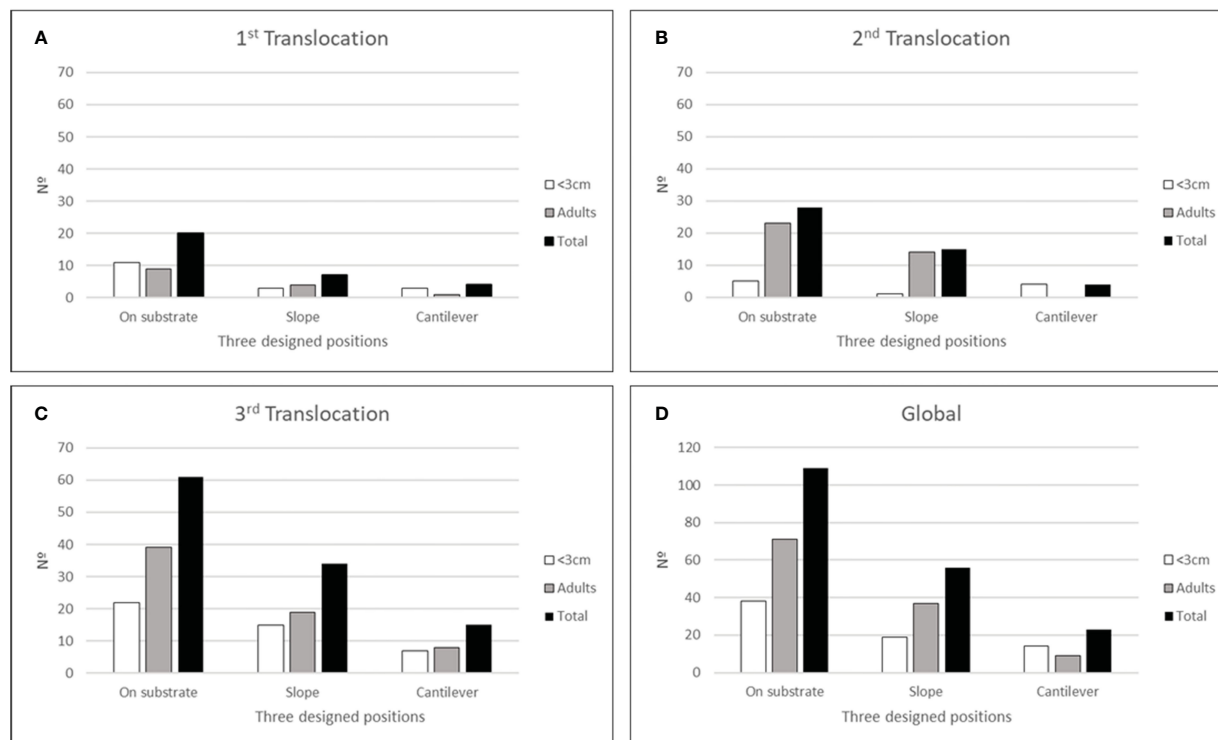 A
1st Translocation
Nº
70
60
50
40
30
20
10
0
On substrate Slope Cantilever
Three designed positions
<3cm
Adults
Total
B
2nd Translocation
Nº
70
60
50
40
30
20
10
0
On substrate Slope Cantilever
Three designed positions
<3cm
Adults
Total
C
3rd Translocation
Nº
70
60
50
40
30
20
10
0
On substrate Slope Cantilever
Three designed positions
<3cm
Adults
Total
D
Global
Nº
120
100
80
60
40
20
0
On substrate Slope Cantilever
Three designed positions
<3cm
Adults
Total